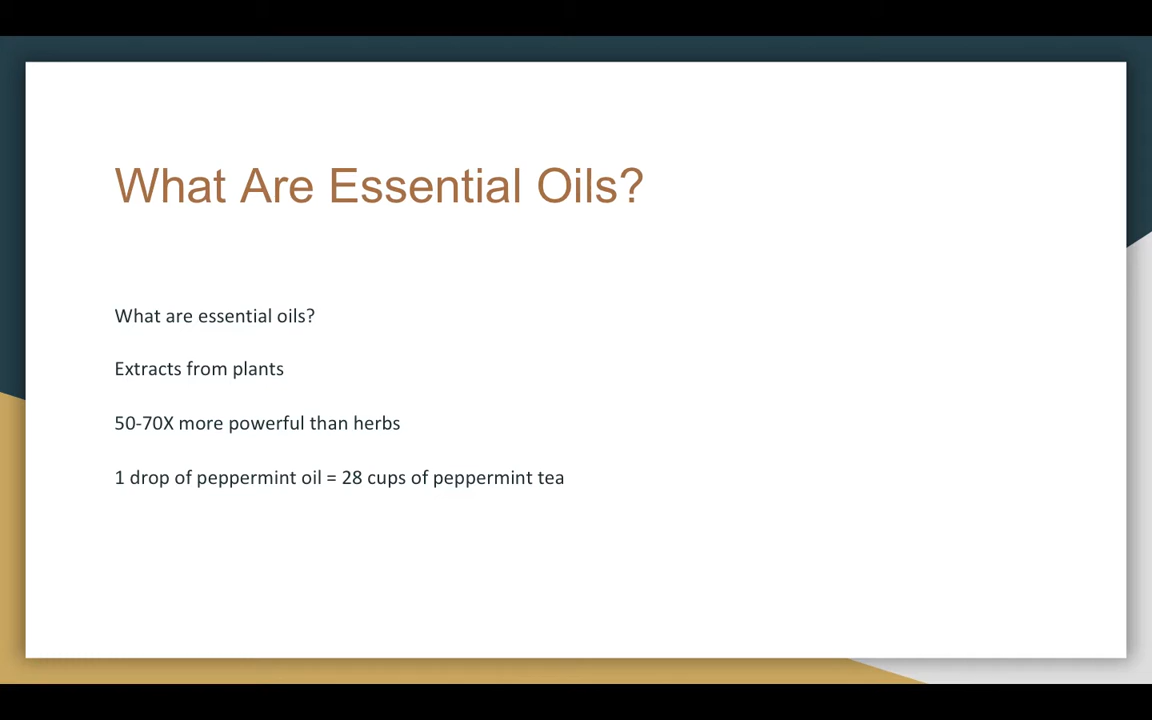 What Are Essential Oils?
What are essential oils?
Extracts from plants
50-70X more powerful than herbs
1 drop of peppermint oil = 28 cups of peppermint tea